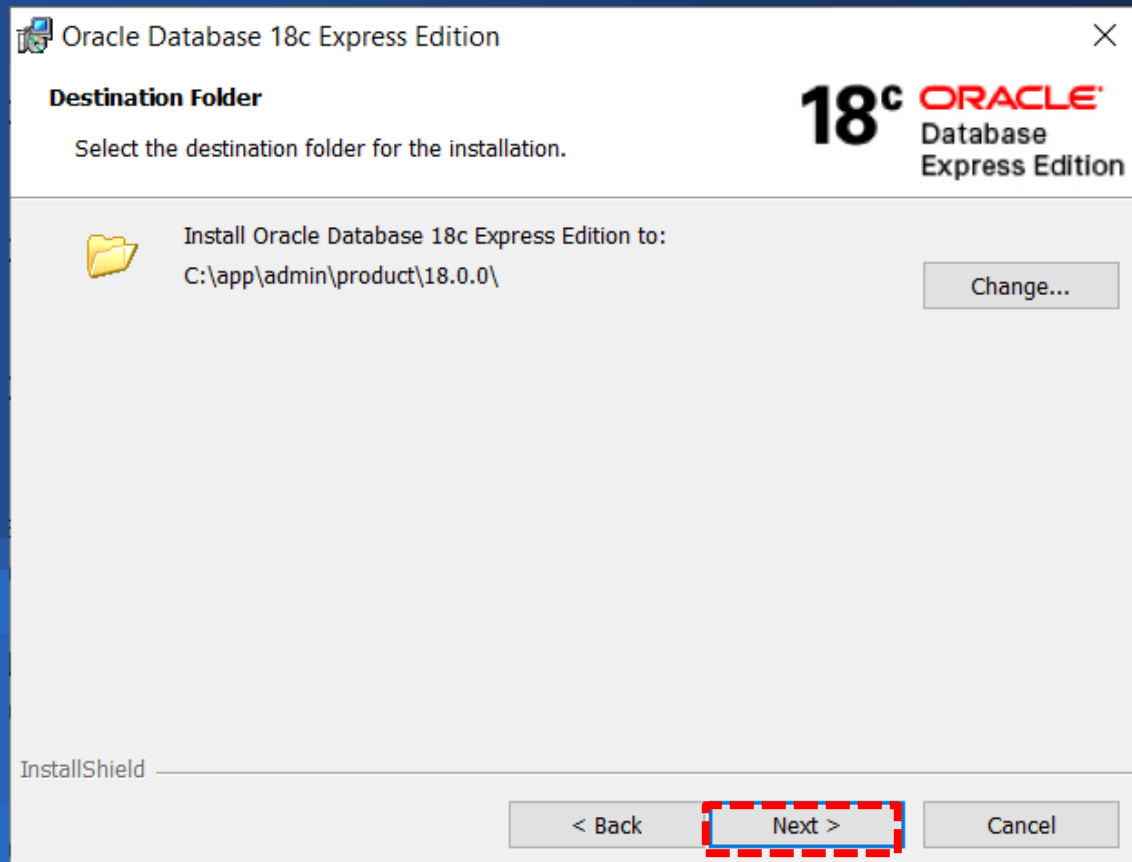 Oracle Database 18c Express Edition
Destination Folder
Select the destination folder for the installation.
18c ORACLE
Database
Express Edition
Install Oracle Database 18c Express Edition to:
C:\app\admin\product\18.0.0\
Change...
InstallShield
< Back
Next >
Cancel